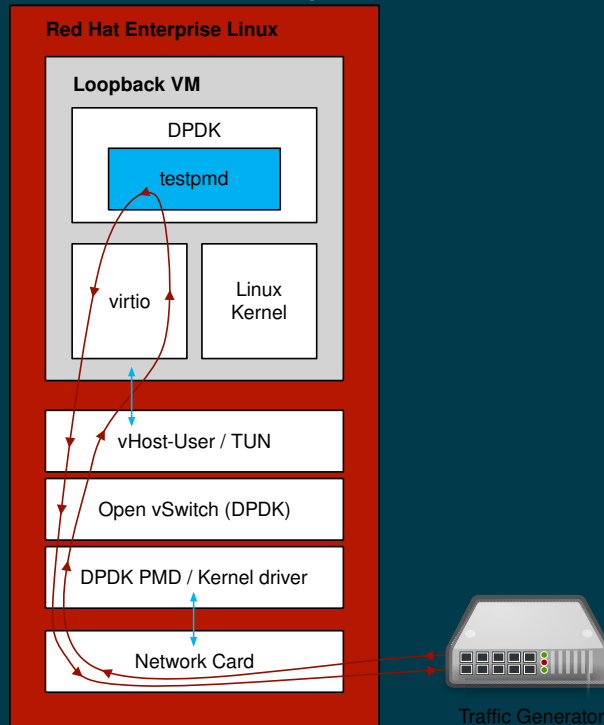 Red Hat Enterprise Linux
Loopback VM
DPDK
testpmd
virtio
Linux
Kernel
vHost-User / TUN
Open vSwitch (DPDK)
DPDK PMD / Kernel driver
Network Card
Traffic Generator